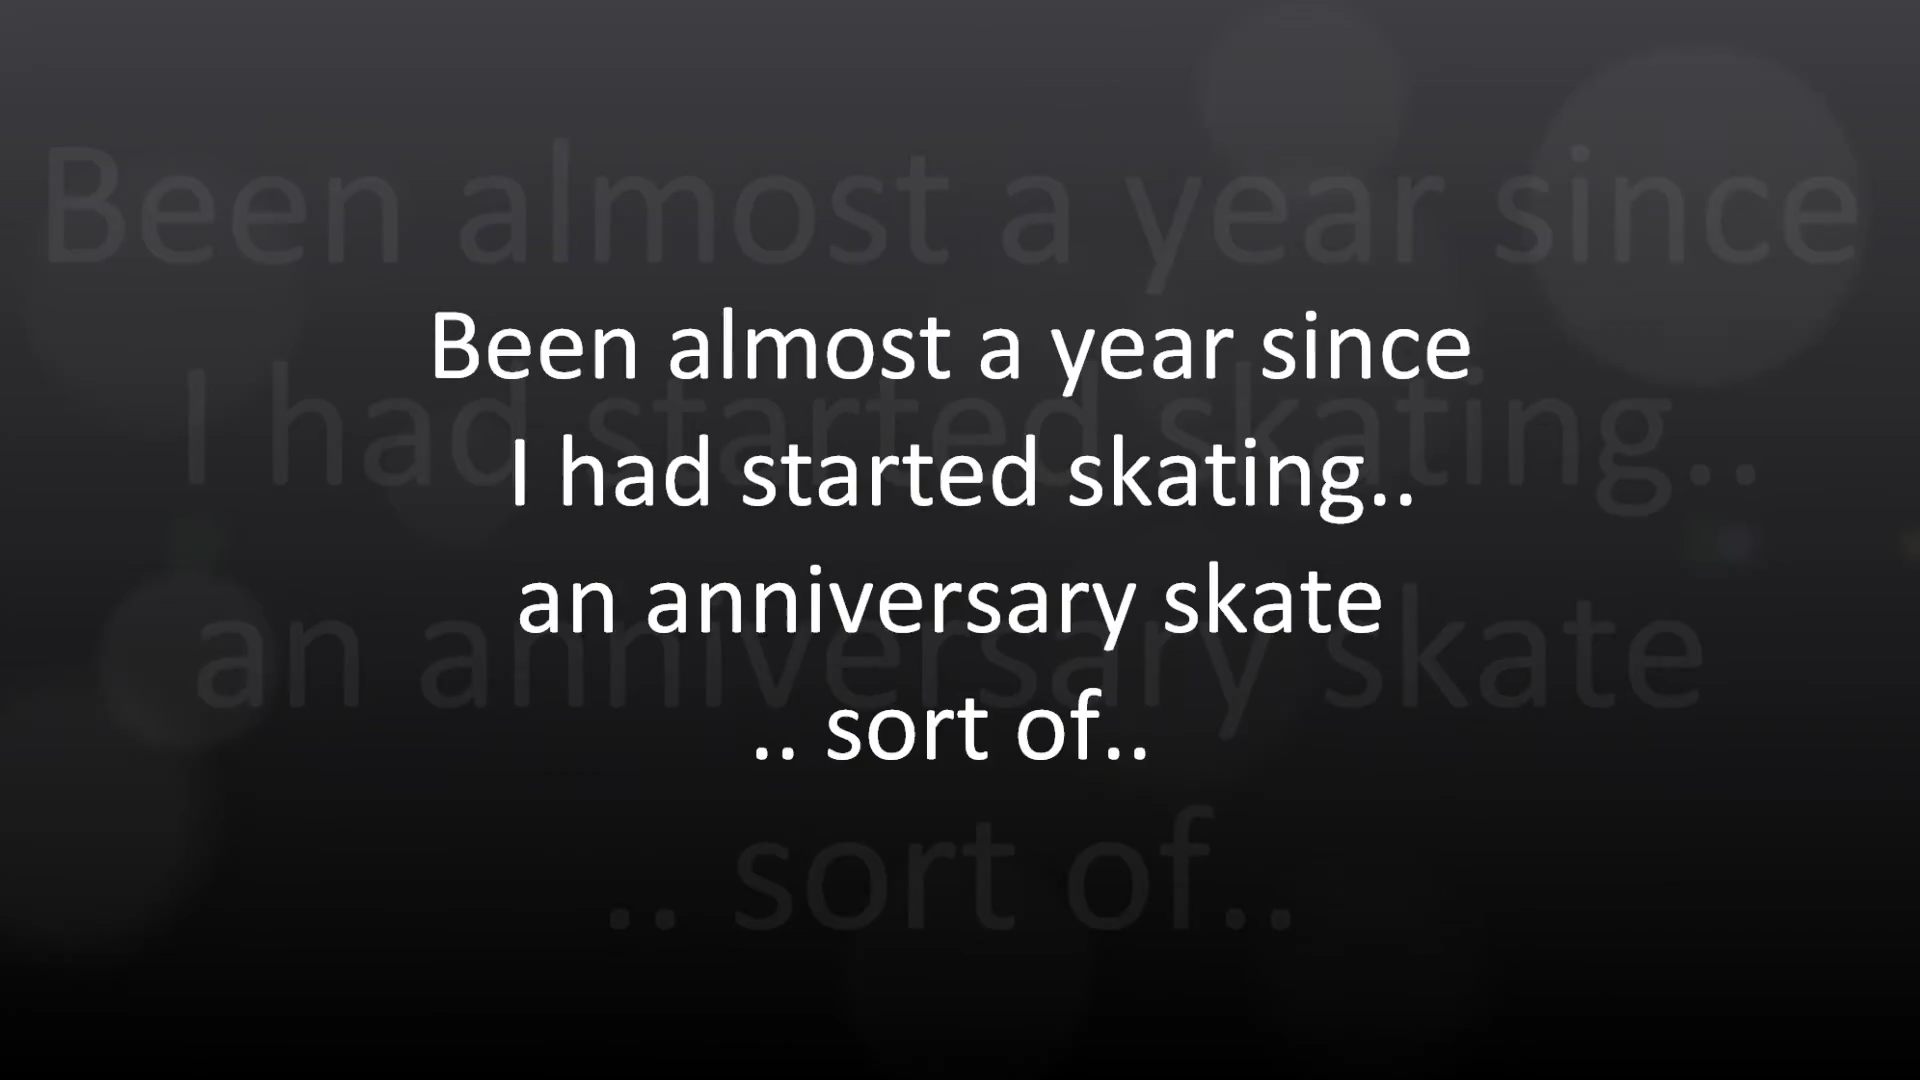 Been almost a year since
I had started skating..
an anniversary skate
.. sort of..